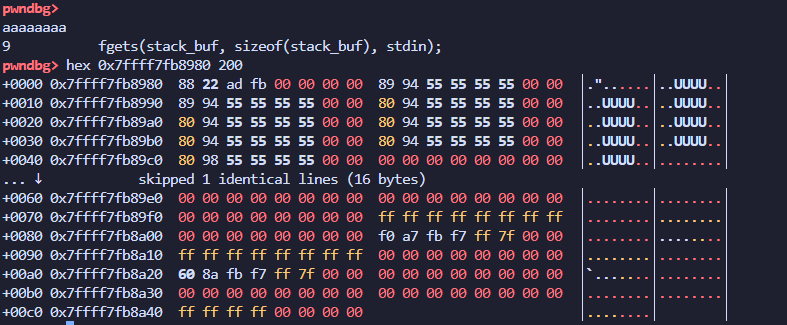 pwndbg>
aaaaaaaa
9 fgets(stack_buf, sizeof(stack_buf), stdin);
pwndbg> hex 0x7ffff7fb8980 200
+0000 0x7ffff7fb8980 88 22 ad fb 00 00 00 00 89 94 55 55 55 55 00 00 |."......|..UUUU..|
+0010 0x7ffff7fb8990 89 94 55 55 55 55 00 00 80 94 55 55 55 55 00 00 |..UUUU..|..UUUU..|
+0020 0x7ffff7fb89a0 80 94 55 55 55 55 00 00 80 94 55 55 55 55 00 00 |..UUUU..|..UUUU..|
+0030 0x7ffff7fb89b0 80 94 55 55 55 55 00 00 80 94 55 55 55 55 00 00 |..UUUU..|..UUUU..|
+0040 0x7ffff7fb89c0 80 98 55 55 55 55 00 00 00 00 00 00 00 00 00 00 |..UUUU..|........|
... ↓ skipped 1 identical lines (16 bytes)
+0060 0x7ffff7fb89e0 00 00 00 00 00 00 00 00 00 00 00 00 00 00 00 00 |........|........|
+0070 0x7ffff7fb89f0 00 00 00 00 00 00 00 00 ff ff ff ff ff ff ff ff |........|........|
+0080 0x7ffff7fb8a00 00 00 00 00 00 00 00 00 f0 a7 fb f7 ff 7f 00 00 |........|........|
+0090 0x7ffff7fb8a10 ff ff ff ff ff ff ff ff 00 00 00 00 00 00 00 00 |........|........|
+00a0 0x7ffff7fb8a20 60 8a fb f7 ff 7f 00 00 00 00 00 00 00 00 00 00 |`.......|........|
+00b0 0x7ffff7fb8a30 00 00 00 00 00 00 00 00 00 00 00 00 00 00 00 00 |........|........|
+00c0 0x7ffff7fb8a40 ff ff ff ff 00 00 00 00 |........| |